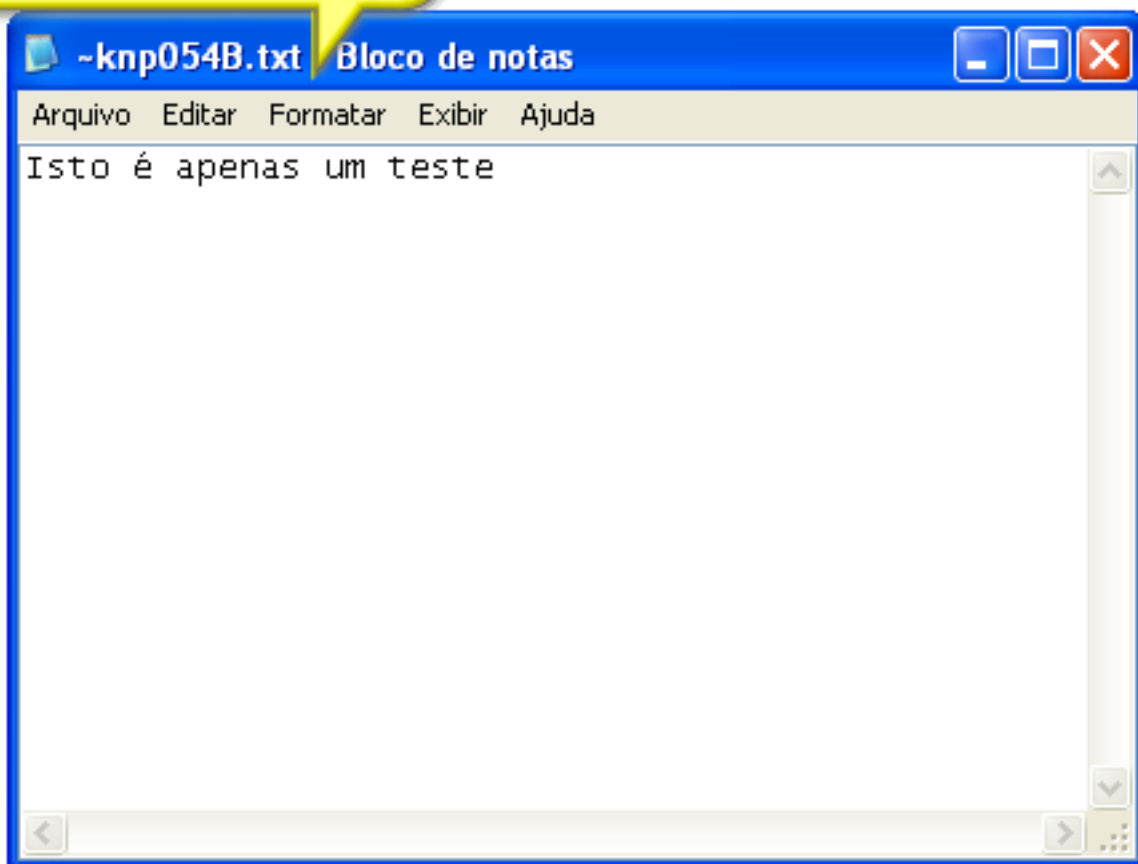 ~knp054B.txt Bloco de notas
Arquivo Editar Formatar Exibir Ajuda
Isto é apenas um teste